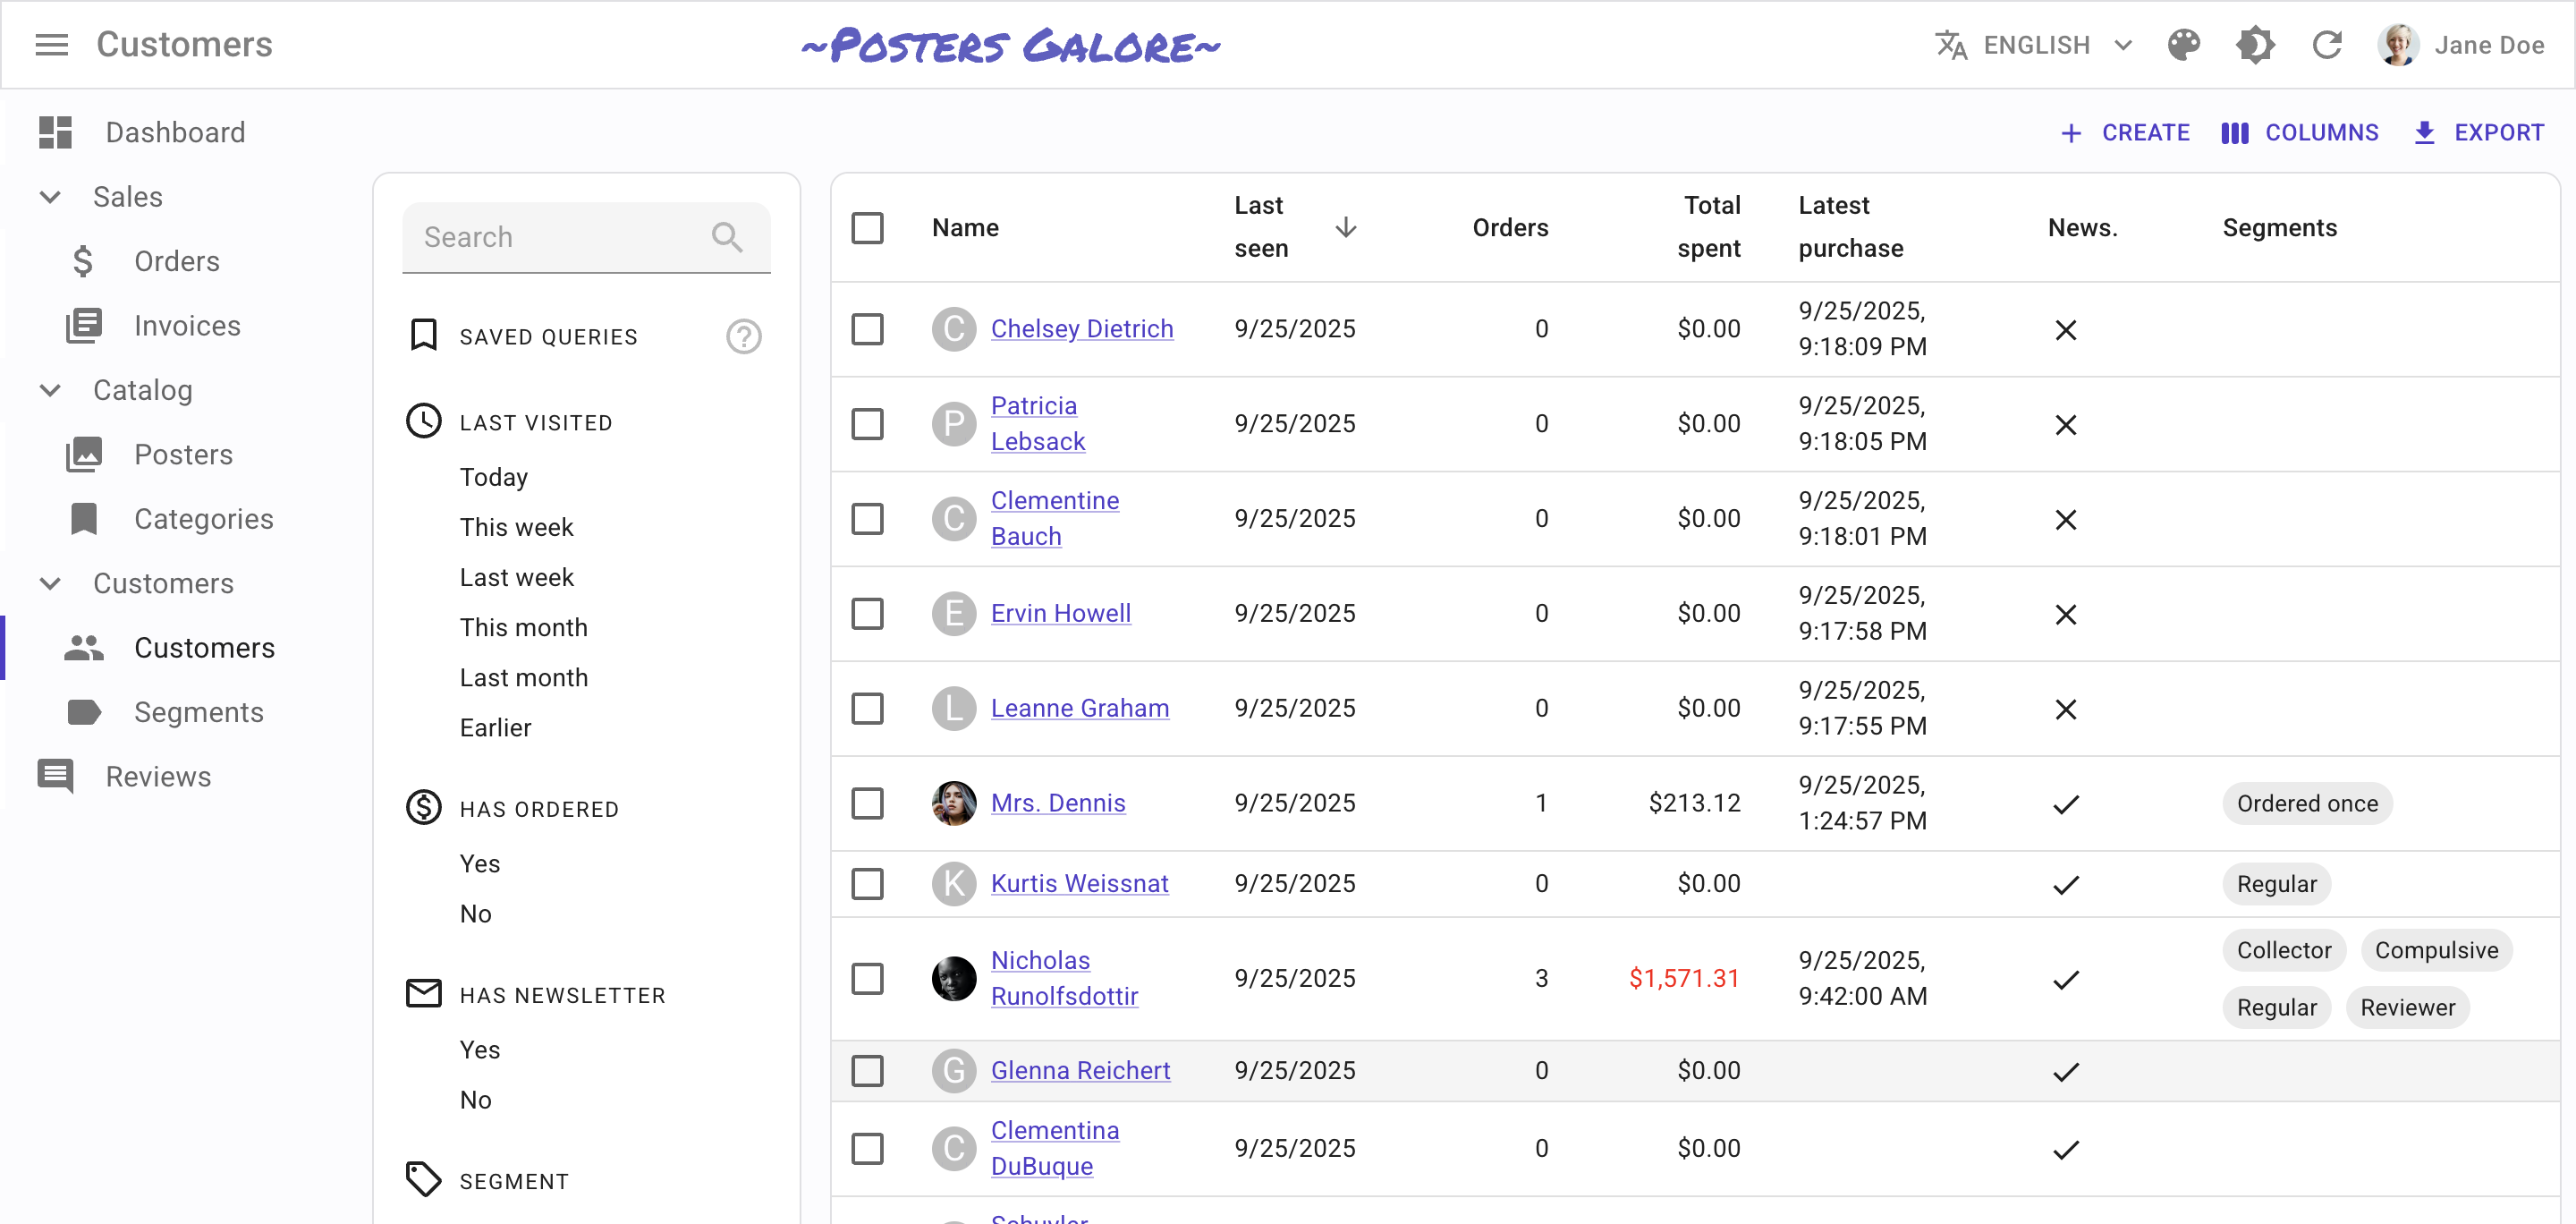 Customers
~Posters Galore~
ENGLISH
Jane Doe
Dashboard
Sales
Orders
Invoices
Catalog
Posters
Categories
Customers
Customers
Segments
Reviews
CREATE
COLUMNS
EXPORT
Search
SAVED QUERIES
?
LAST VISITED
Today
This week
Last week
This month
Last month
Earlier
HAS ORDERED
Yes
No
HAS NEWSLETTER
Yes
No
SEGMENT
Name
Last seen
Orders
Total spent
Latest purchase
News.
Segments
C Chelsey Dietrich 9/25/2025 0 $0.00 9/25/2025, 9:18:09 PM
P Patricia Lebsack 9/25/2025 0 $0.00 9/25/2025, 9:18:05 PM
C Clementine Bauch 9/25/2025 0 $0.00 9/25/2025, 9:18:01 PM
E Ervin Howell 9/25/2025 0 $0.00 9/25/2025, 9:17:58 PM
L Leanne Graham 9/25/2025 0 $0.00 9/25/2025, 9:17:55 PM
Mrs. Dennis 9/25/2025 1 $213.12 9/25/2025, 1:24:57 PM Ordered once
K Kurtis Weissnat 9/25/2025 0 $0.00 Regular
Nicholas Runolfsdottir 9/25/2025 3 $1,571.31 9/25/2025, 9:42:00 AM Collector Compulsive Regular Reviewer
G Glenna Reichert 9/25/2025 0 $0.00
C Clementina DuBuque 9/25/2025 0 $0.00